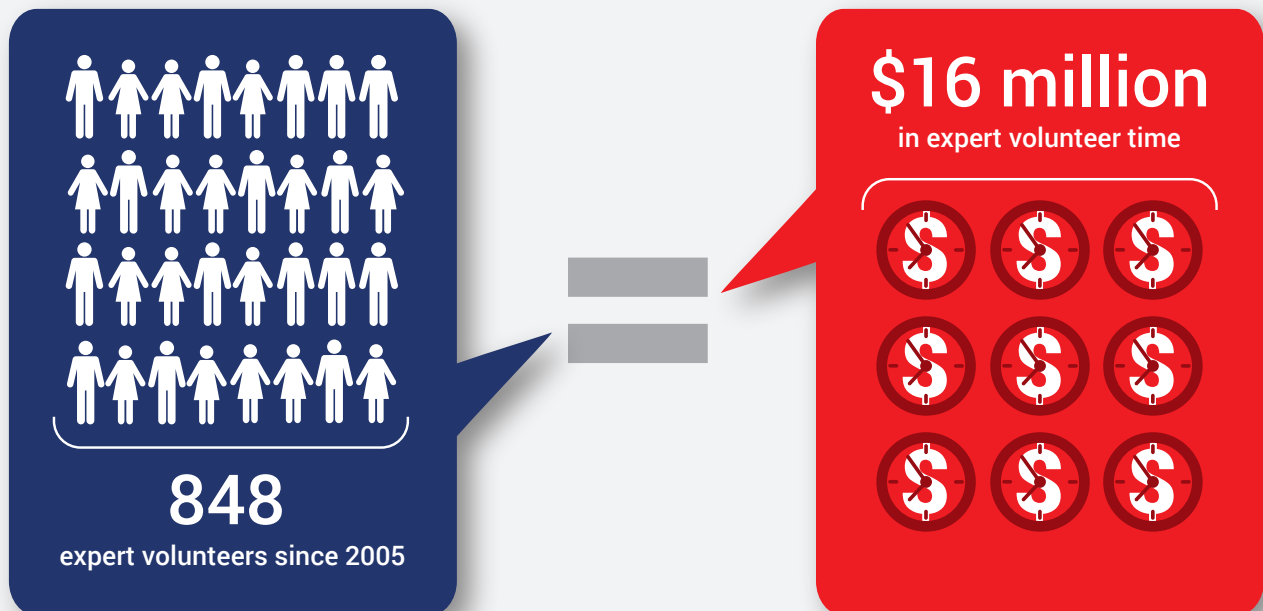 848
expert volunteers since 2005
$16 million
in expert volunteer time
$ $ $
$ $ $
$ $ $